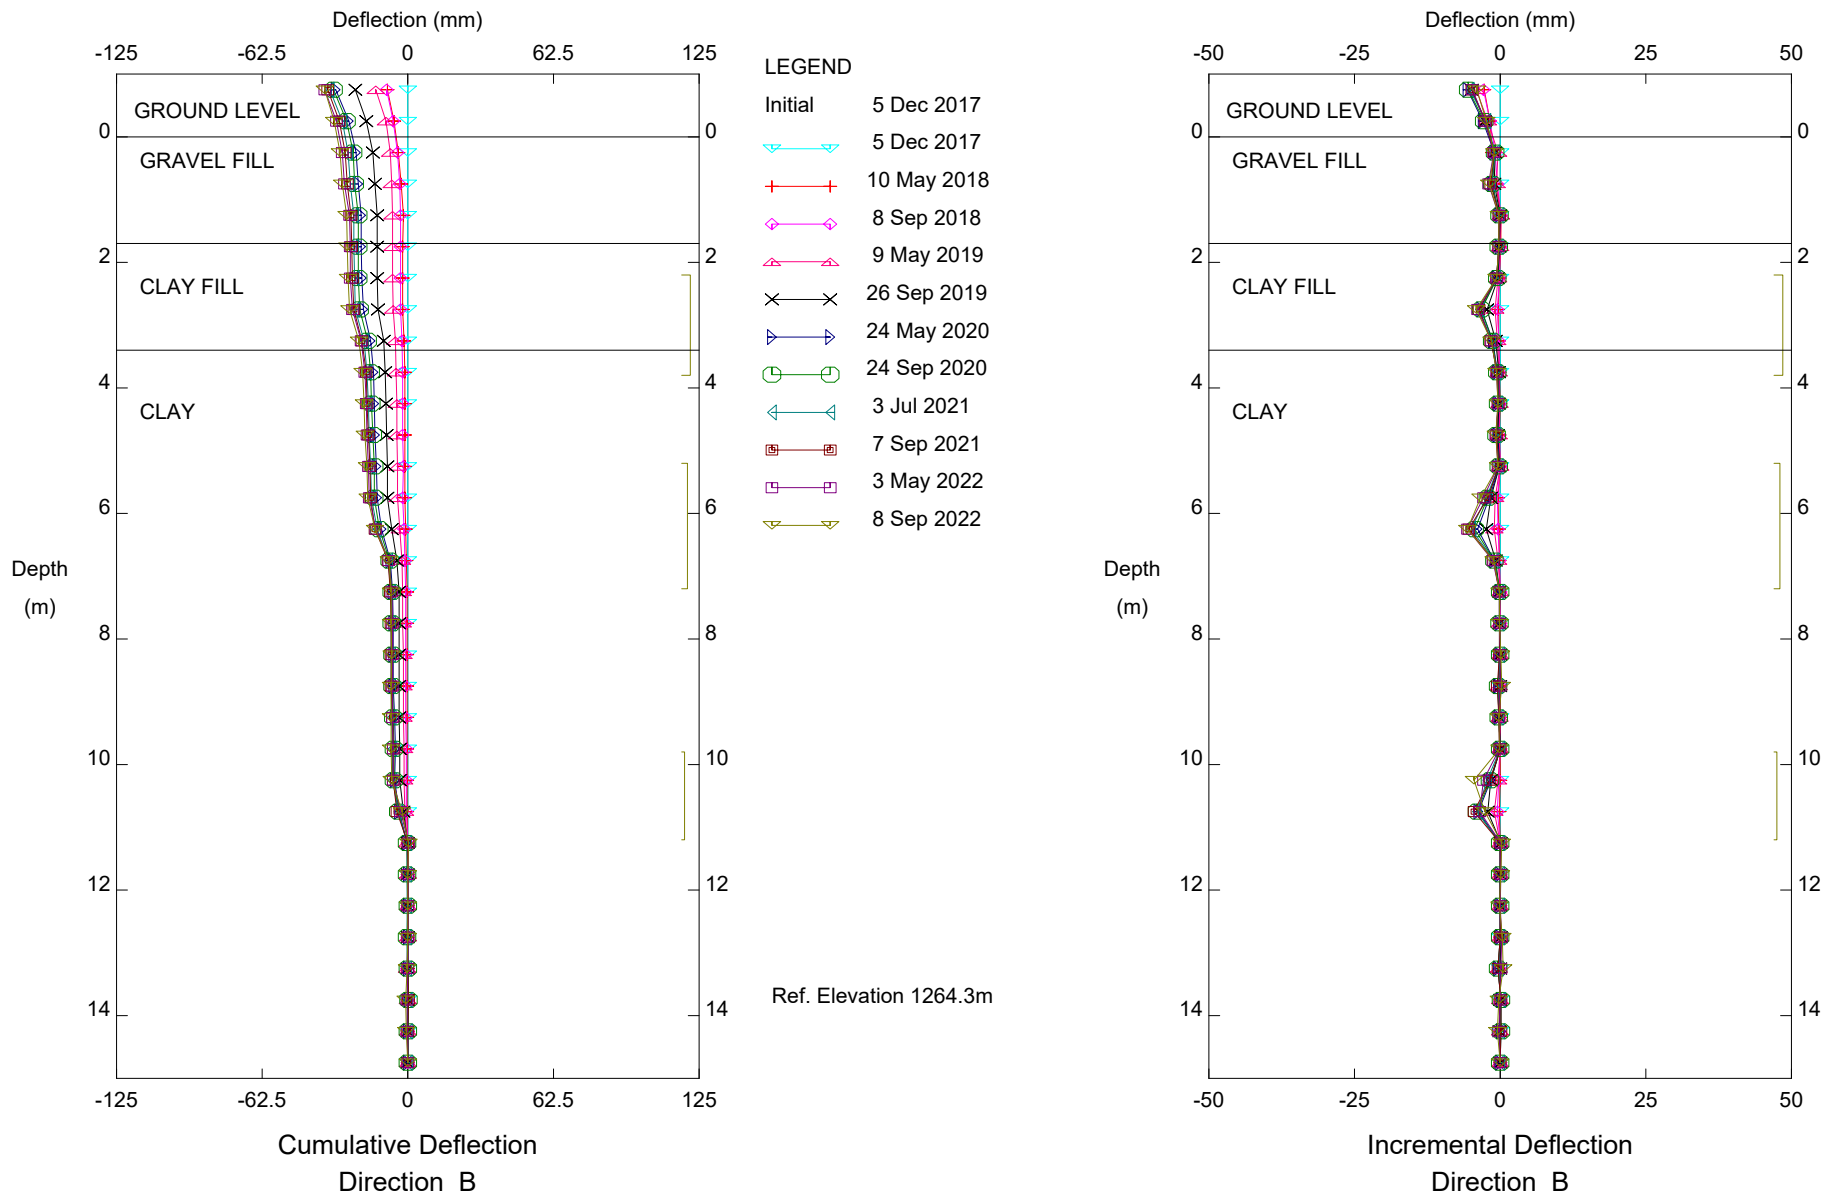 Deflection (mm)
-125 -62.5 0 62.5 125
GROUND LEVEL
0 0
GRAVEL FILL
2 2
CLAY FILL
4 4
CLAY
6 6
Depth
(m)
8 8
10 10
12 12
14 14
-125 -62.5 0 62.5 125
Cumulative Deflection
Direction B
LEGEND
Initial 5 Dec 2017
5 Dec 2017
10 May 2018
8 Sep 2018
9 May 2019
26 Sep 2019
24 May 2020
24 Sep 2020
3 Jul 2021
7 Sep 2021
3 May 2022
8 Sep 2022
Ref. Elevation 1264.3m
Deflection (mm)
-50 -25 0 25 50
GROUND LEVEL
0 0
GRAVEL FILL
2 2
CLAY FILL
4 4
CLAY
6 6
Depth
(m)
8 8
10 10
12 12
14 14
-50 -25 0 25 50
Incremental Deflection
Direction B